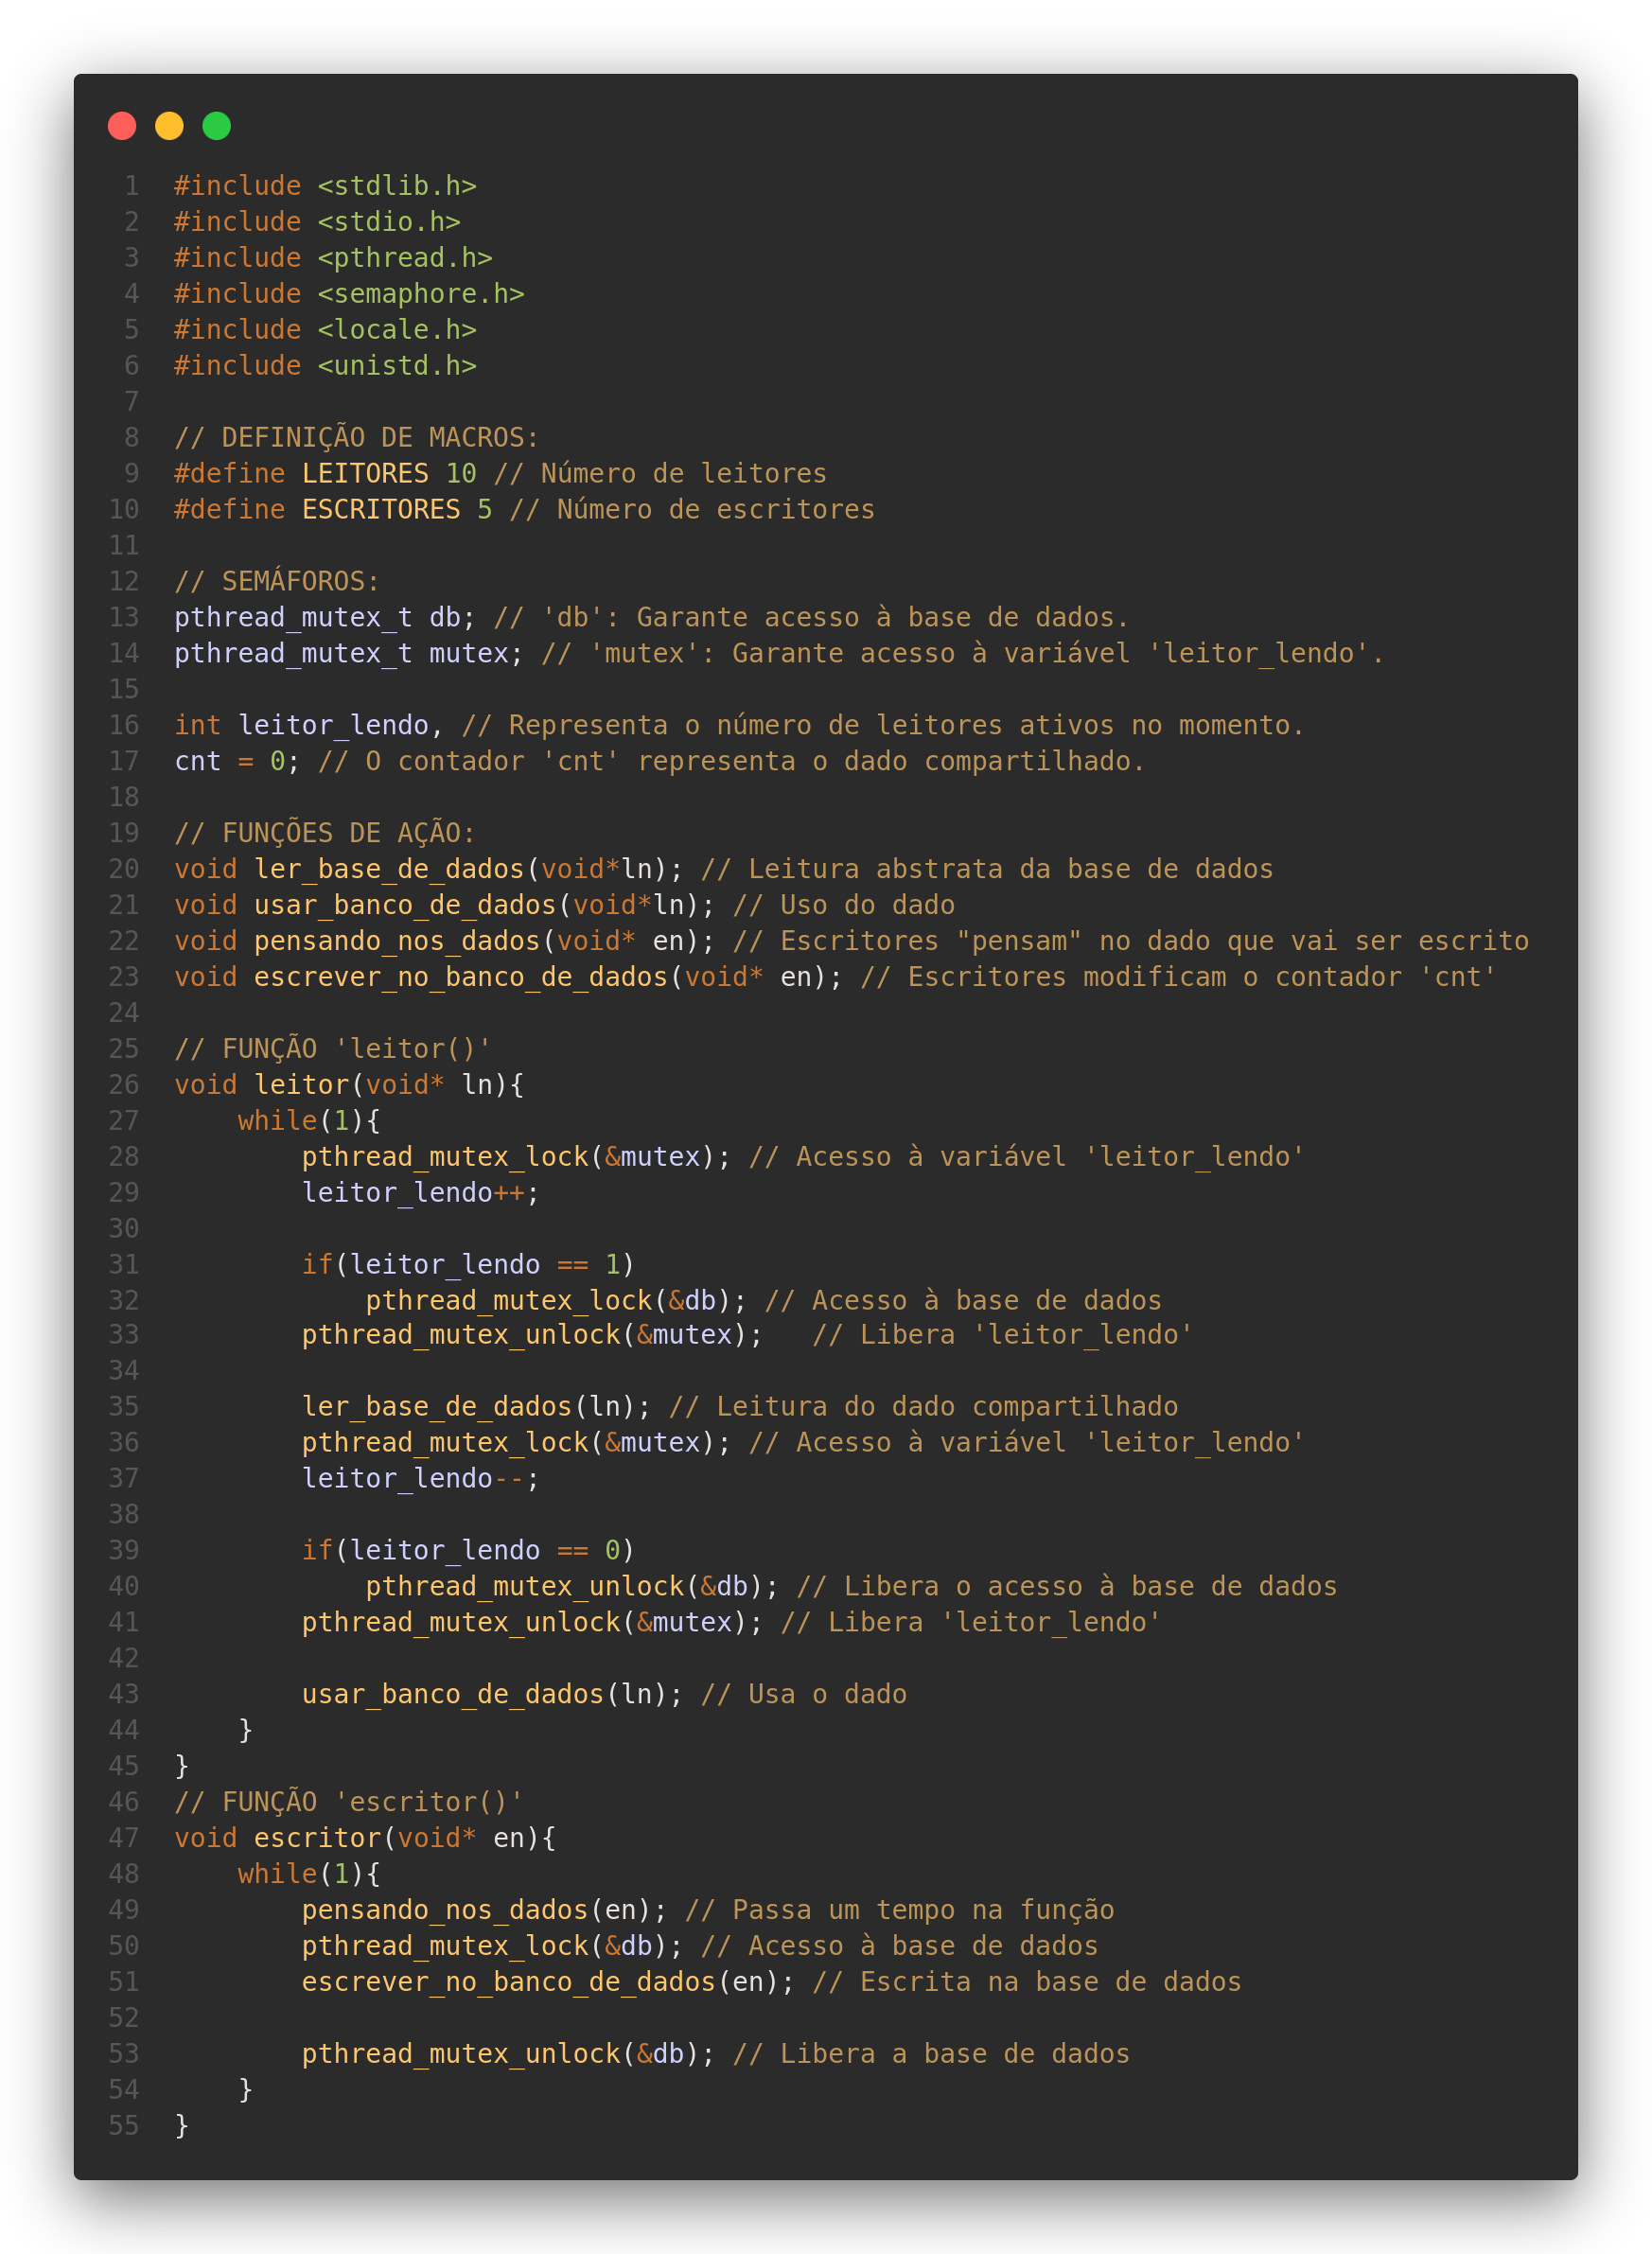 1 #include <stdlib.h>
2 #include <stdio.h>
3 #include <pthread.h>
4 #include <semaphore.h>
5 #include <locale.h>
6 #include <unistd.h>
7
8 // DEFINIÇÃO DE MACROS:
9 #define LEITORES 10 // Número de leitores
10 #define ESCRITORES 5 // Número de escritores
11
12 // SEMÁFOROS:
13 pthread_mutex_t db; // 'db': Garante acesso à base de dados.
14 pthread_mutex_t mutex; // 'mutex': Garante acesso à variável 'leitor_lendo'.
15
16 int leitor_lendo, // Representa o número de leitores ativos no momento.
17 cnt = 0; // O contador 'cnt' representa o dado compartilhado.
18
19 // FUNÇÕES DE AÇÃO:
20 void ler_base_de_dados(void*ln); // Leitura abstrata da base de dados
21 void usar_banco_de_dados(void*ln); // Uso do dado
22 void pensando_nos_dados(void* en); // Escritores "pensam" no dado que vai ser escrito
23 void escrever_no_banco_de_dados(void* en); // Escritores modificam o contador 'cnt'
24
25 // FUNÇÃO 'leitor()'
26 void leitor(void* ln){
27     while(1){
28         pthread_mutex_lock(&mutex); // Acesso à variável 'leitor_lendo'
29         leitor_lendo++;
30
31         if(leitor_lendo == 1)
32             pthread_mutex_lock(&db); // Acesso à base de dados
33         pthread_mutex_unlock(&mutex);   // Libera 'leitor_lendo'
34
35         ler_base_de_dados(ln); // Leitura do dado compartilhado
36         pthread_mutex_lock(&mutex); // Acesso à variável 'leitor_lendo'
37         leitor_lendo--;
38
39         if(leitor_lendo == 0)
40             pthread_mutex_unlock(&db); // Libera o acesso à base de dados
41         pthread_mutex_unlock(&mutex); // Libera 'leitor_lendo'
42
43         usar_banco_de_dados(ln); // Usa o dado
44     }
45 }
46 // FUNÇÃO 'escritor()'
47 void escritor(void* en){
48     while(1){
49         pensando_nos_dados(en); // Passa um tempo na função
50         pthread_mutex_lock(&db); // Acesso à base de dados
51         escrever_no_banco_de_dados(en); // Escrita na base de dados
52
53         pthread_mutex_unlock(&db); // Libera a base de dados
54     }
55 }